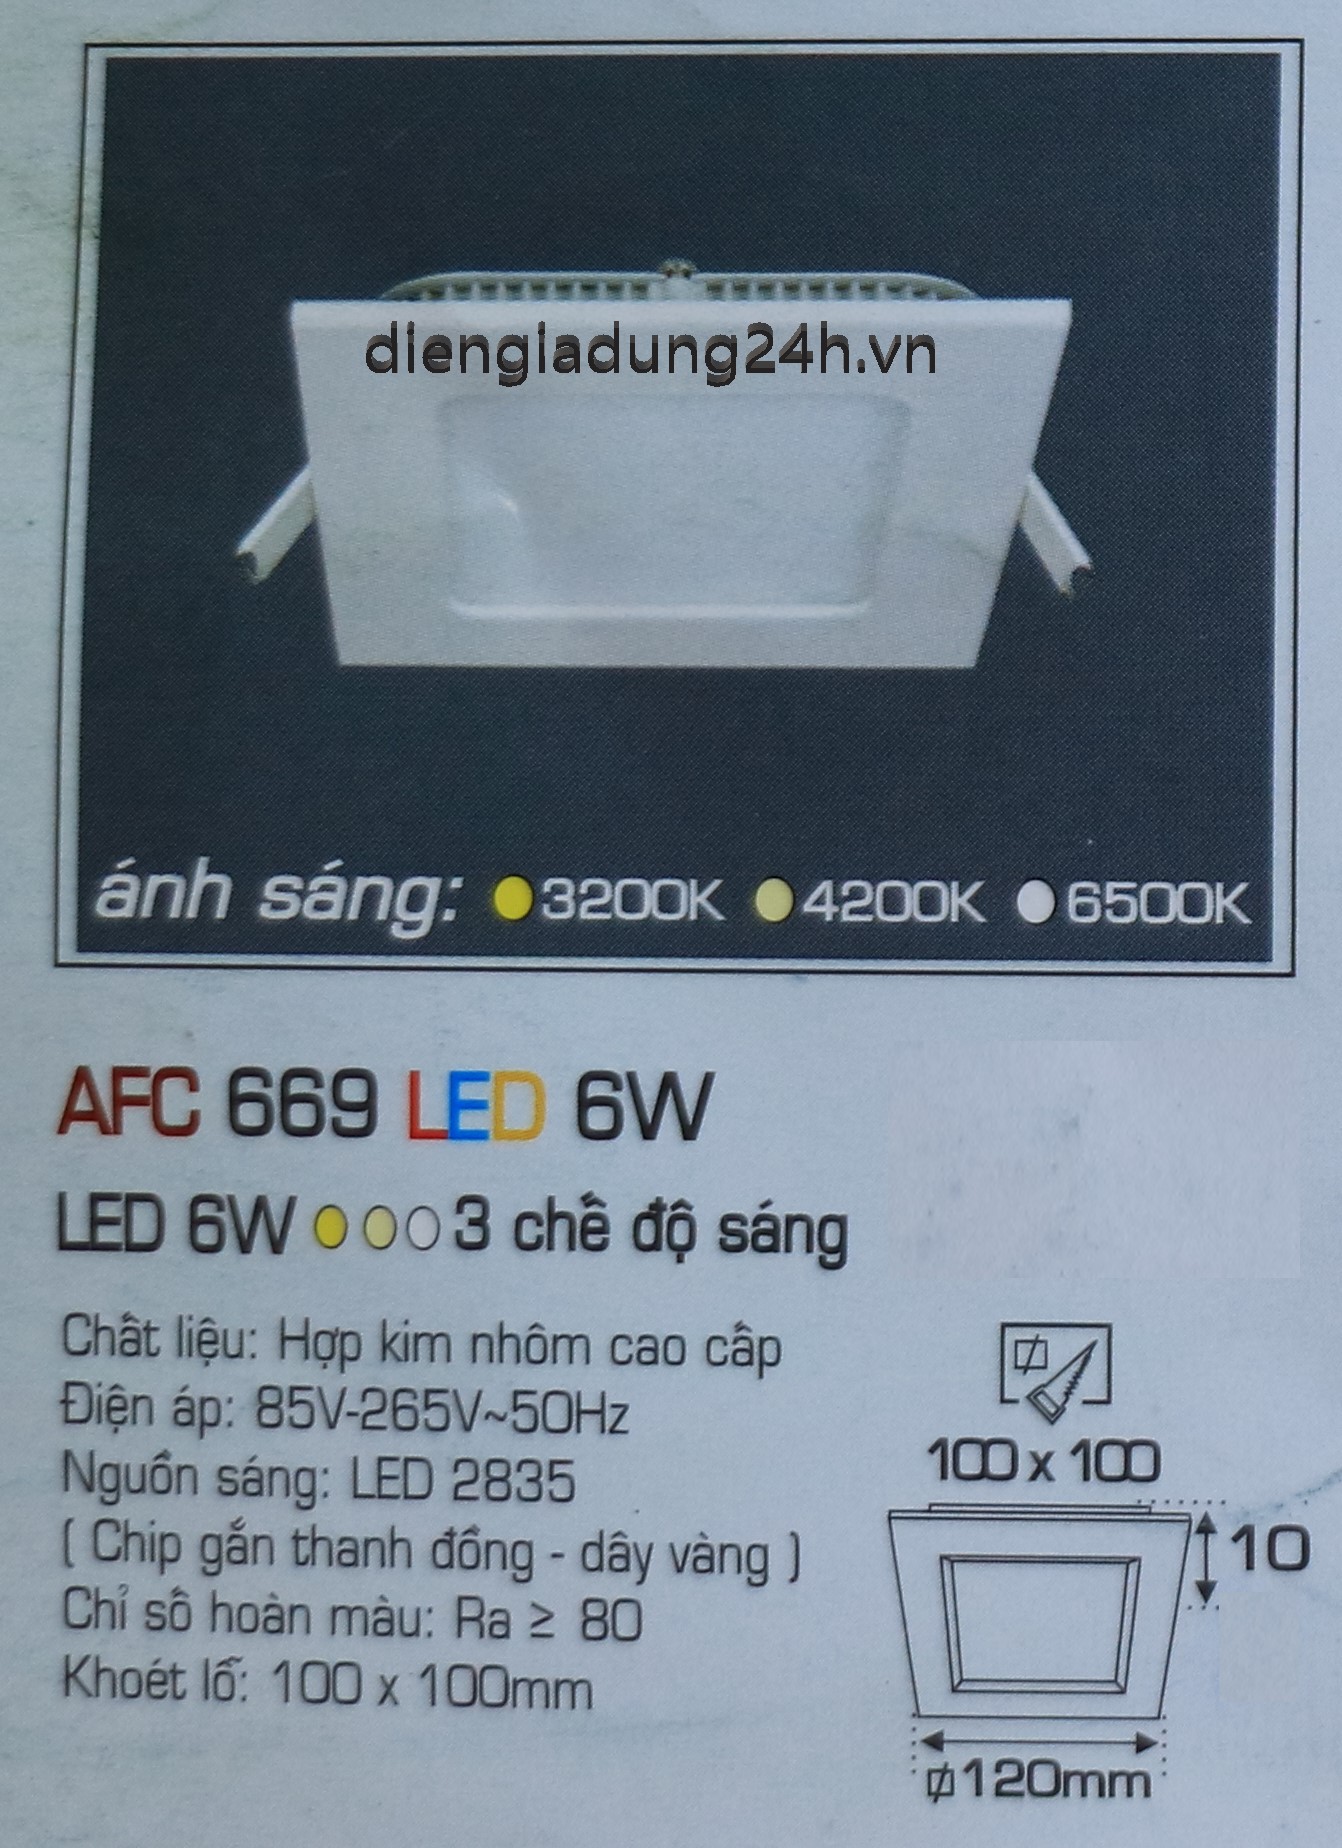 diengiadung24h.vn
ánh sáng: 3200K 4200K 6500K
AFC 669 LED 6W
LED 6W 3 chế độ sáng
Chất liệu: Hợp kim nhôm cao cấp
Điện áp: 85V-265V~50Hz
Nguồn sáng: LED 2835
( Chip gắn thanh đồng - dây vàng )
Chỉ số hoàn màu: Ra ≥ 80
Khoét lỗ: 100 x 100mm
100 x 100
10
120mm